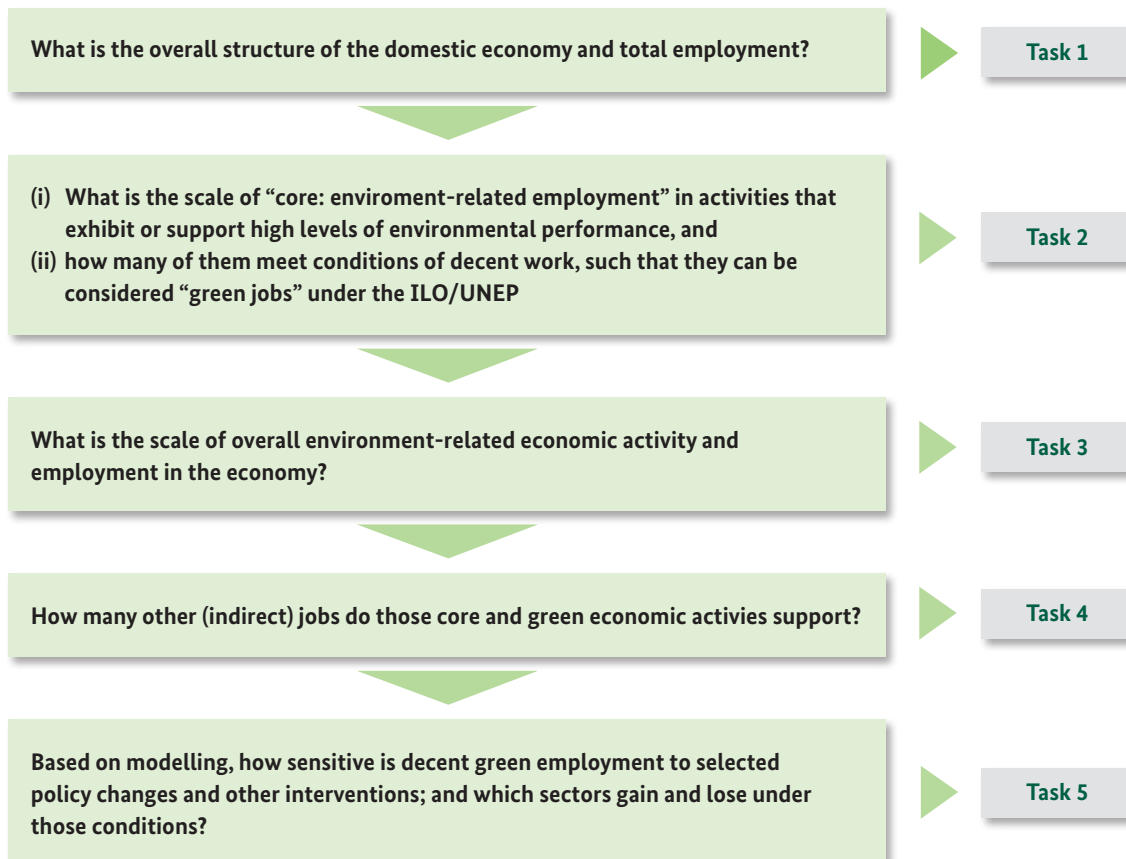 What is the overall structure of the domestic economy and total employment?
Task 1
(i) What is the scale of “core: enviroment-related employment” in activities that
exhibit or support high levels of environmental performance, and
(ii) how many of them meet conditions of decent work, such that they can be
considered “green jobs” under the ILO/UNEP
Task 2
What is the scale of overall environment-related economic activity and
employment in the economy?
Task 3
How many other (indirect) jobs do those core and green economic activies support?
Task 4
Based on modelling, how sensitive is decent green employment to selected
policy changes and other interventions; and which sectors gain and lose under
those conditions?
Task 5